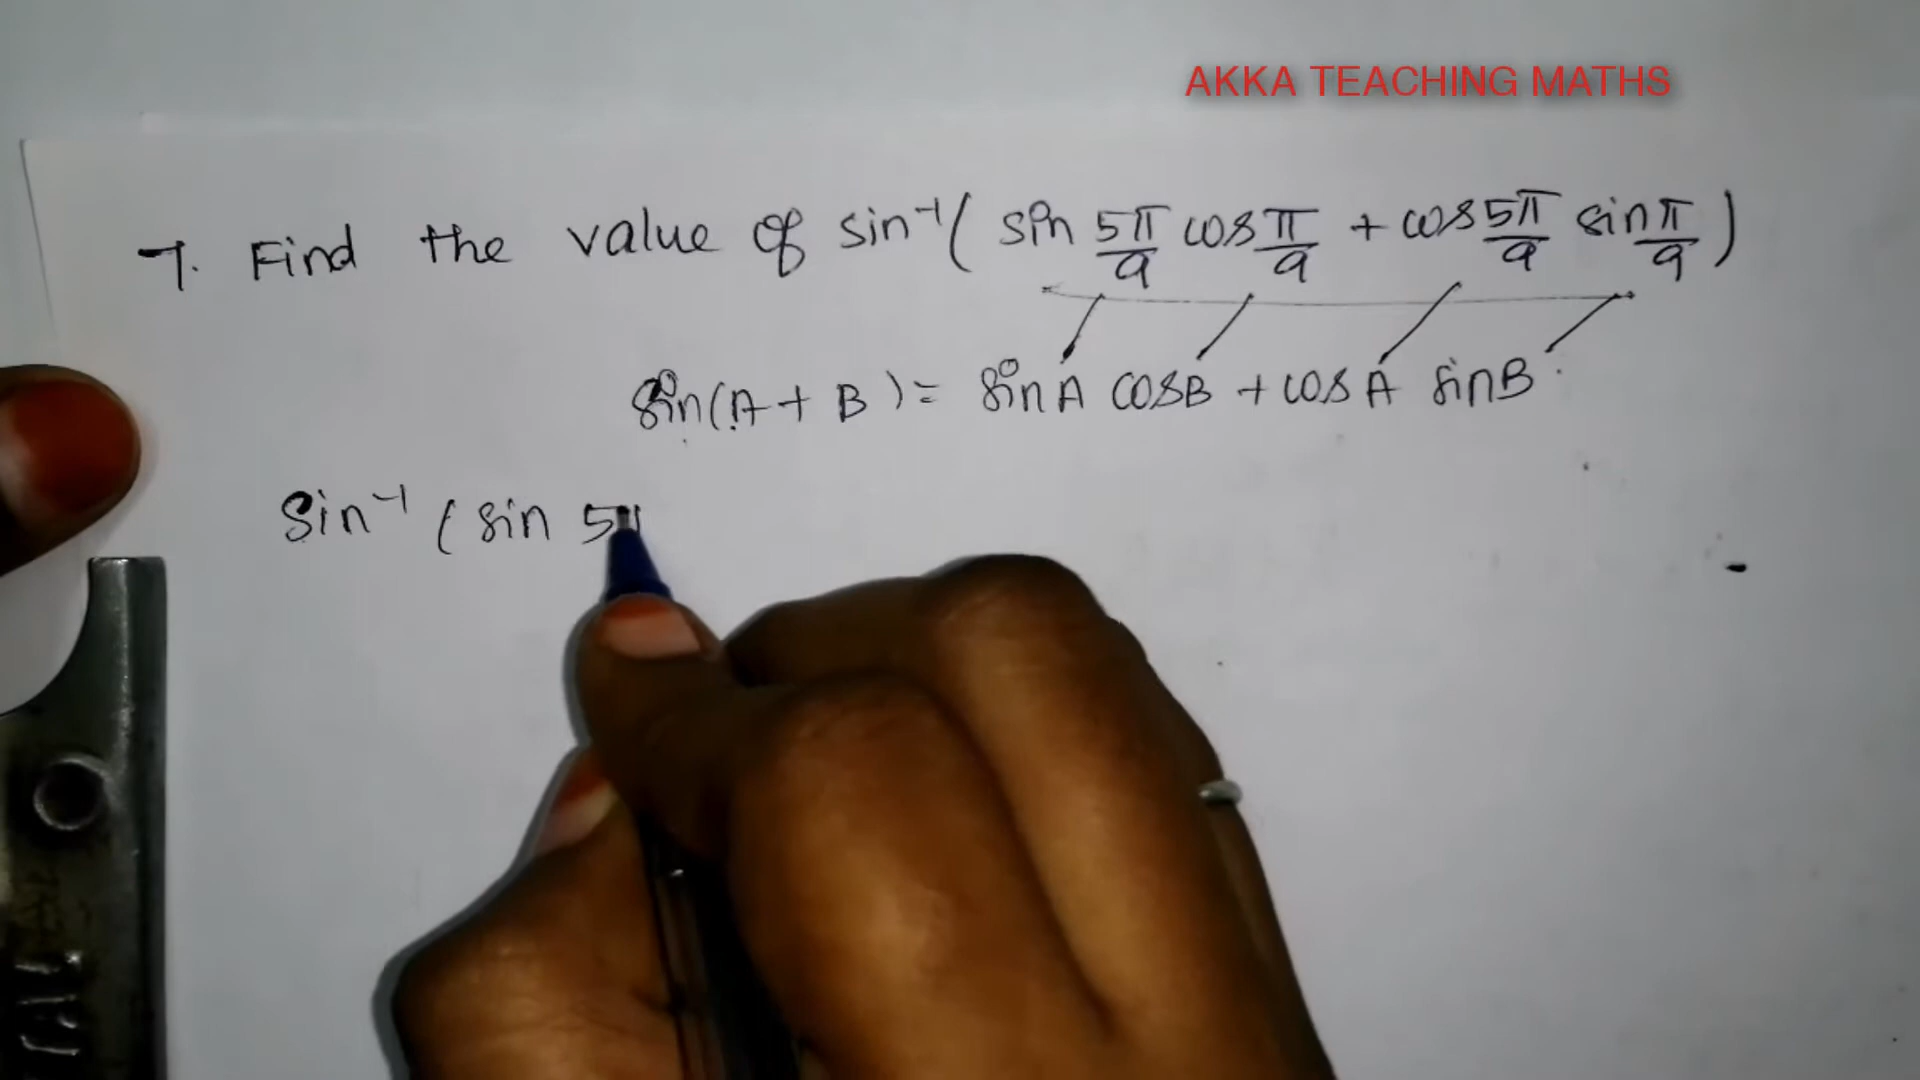 AKKA TEACHING MATHS
7. Find the value of sin⁻¹( sin 5π/9 cos π/9 + cos 5π/9 sin π/9 )
sin(A + B) = sin A cos B + cos A sin B
Sin⁻¹ ( sin 5π